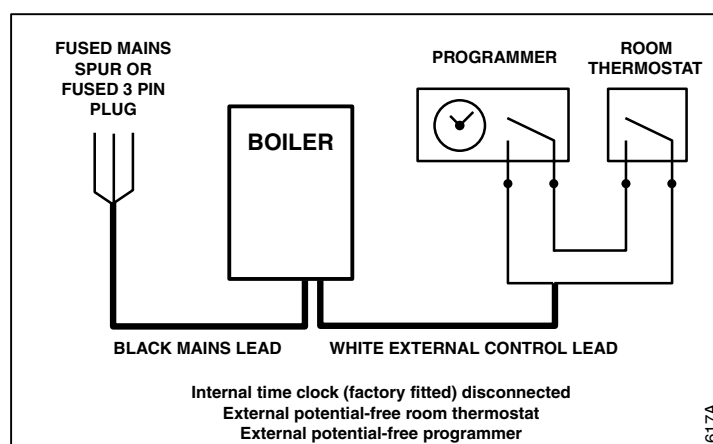 FUSED MAINS
SPUR OR
FUSED 3 PIN
PLUG
PROGRAMMER
ROOM
THERMOSTAT
BOILER
BLACK MAINS LEAD
WHITE EXTERNAL CONTROL LEAD
Internal time clock (factory fitted) disconnected
External potential-free room thermostat
External potential-free programmer
617A